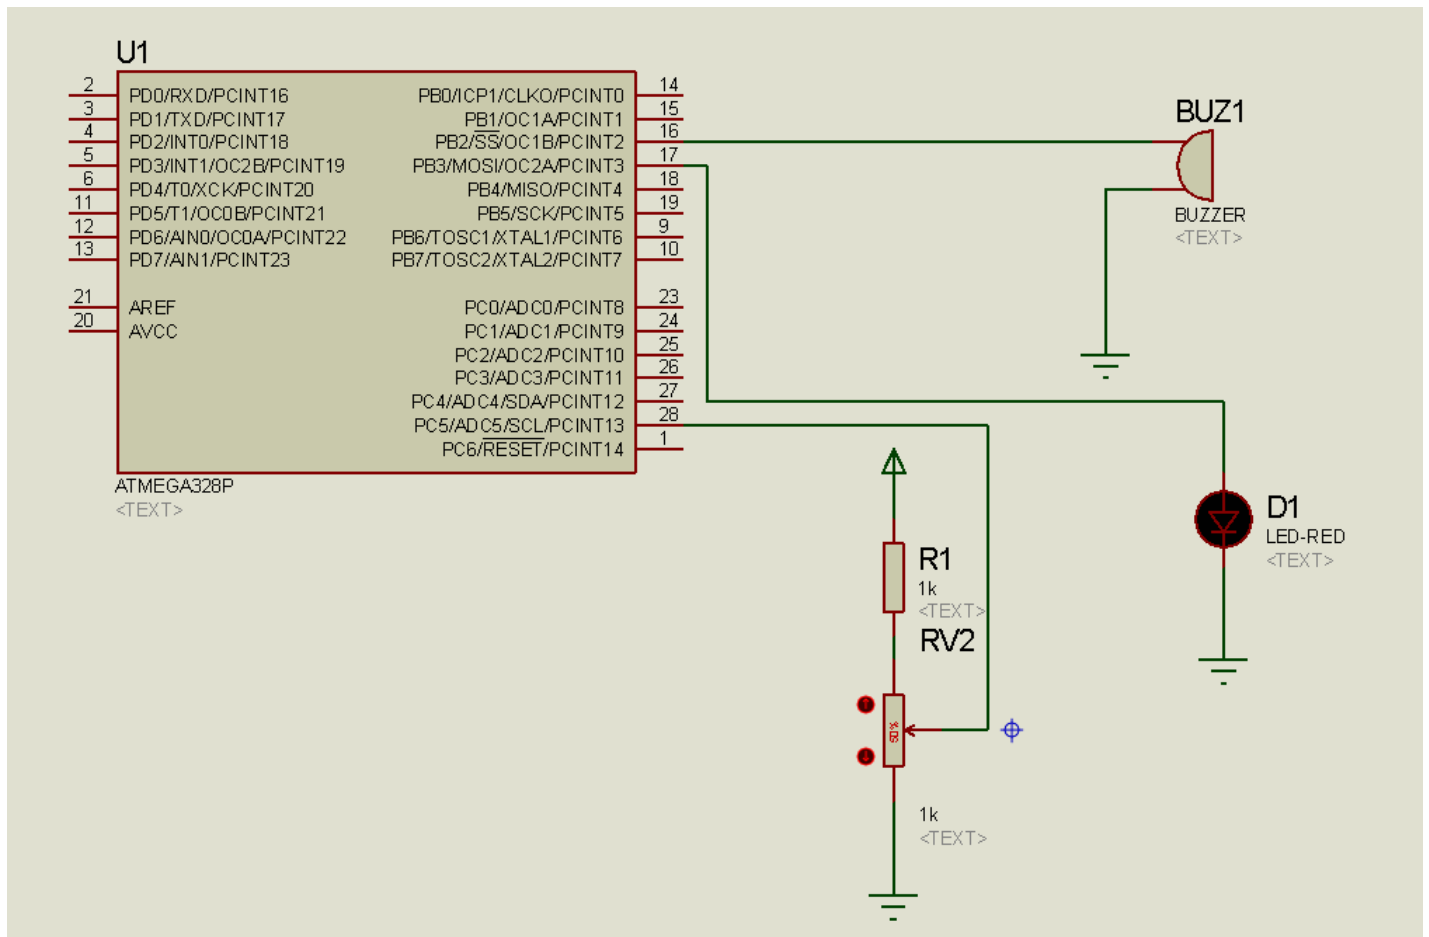 U1
2 PD0/RXD/PCINT16 PB0/ICP1/CLKO/PCINT0 14
3 PD1/TXD/PCINT17 PB1/OC1A/PCINT1 15
4 PD2/INT0/PCINT18 PB2/SS/OC1B/PCINT2 16
5 PD3/INT1/OC2B/PCINT19 PB3/MOSI/OC2A/PCINT3 17
6 PD4/T0/XCK/PCINT20 PB4/MISO/PCINT4 18
11 PD5/T1/OC0B/PCINT21 PB5/SCK/PCINT5 19
12 PD6/AIN0/OC0A/PCINT22 PB6/TOSC1/XTAL1/PCINT6 9
13 PD7/AIN1/PCINT23 PB7/TOSC2/XTAL2/PCINT7 10
21 AREF PC0/ADC0/PCINT8 23
20 AVCC PC1/ADC1/PCINT9 24
PC2/ADC2/PCINT10 25
PC3/ADC3/PCINT11 26
PC4/ADC4/SDA/PCINT12 27
PC5/ADC5/SCL/PCINT13 28
PC6/RESET/PCINT14 1
ATMEGA328P
<TEXT>
BUZ1
BUZZER
<TEXT>
D1
LED-RED
<TEXT>
R1
1k
<TEXT>
RV2
50%
1k
<TEXT>